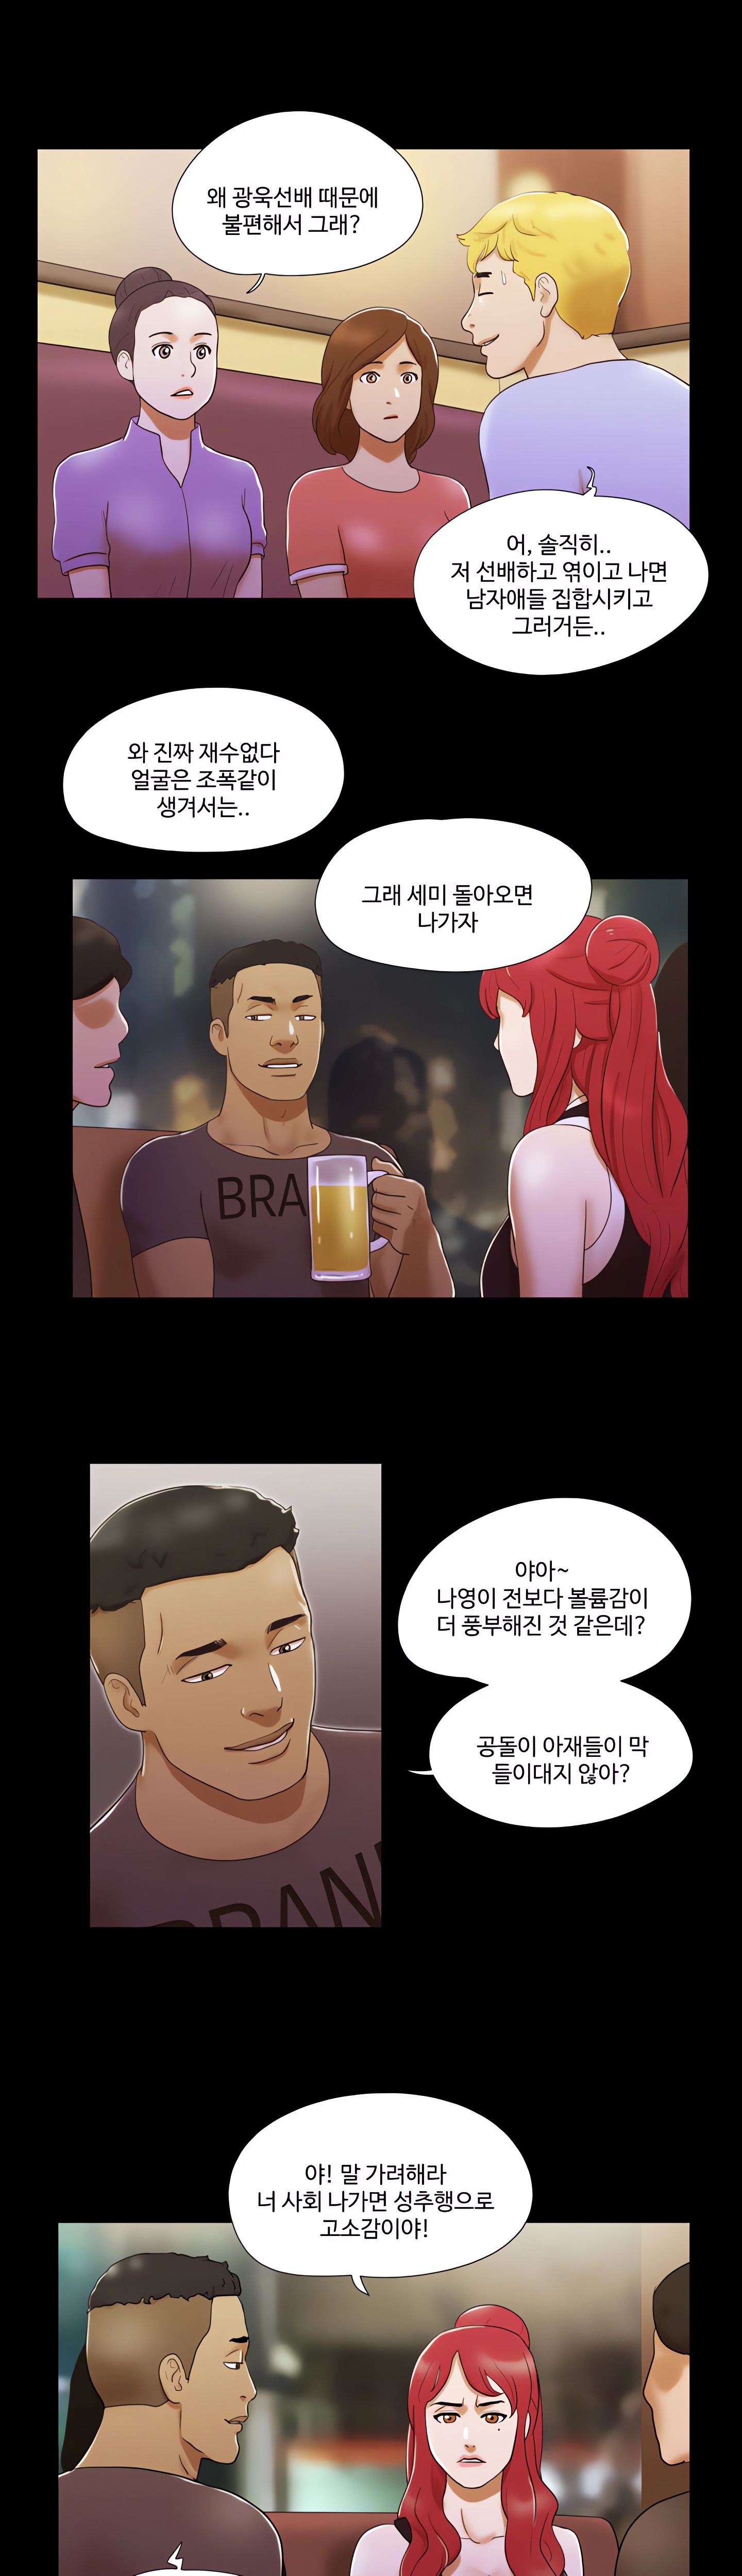 왜 광욱선배 때문에
불편해서 그래?
어, 솔직히..
저 선배하고 엮이고 나면
남자애들 집합시키고
그러거든..
와 진짜 재수없다
얼굴은 조폭같이
생겨서는..
그래 세미 돌아오면
나가자
BRA
야아~
나영이 전보다 볼륨감이
더 풍부해진 것 같은데?
공돌이 아재들이 막
들이대지 않아?
BRAN
야! 말 가려해라
너 사회 나가면 성추행으로
고소감이야!